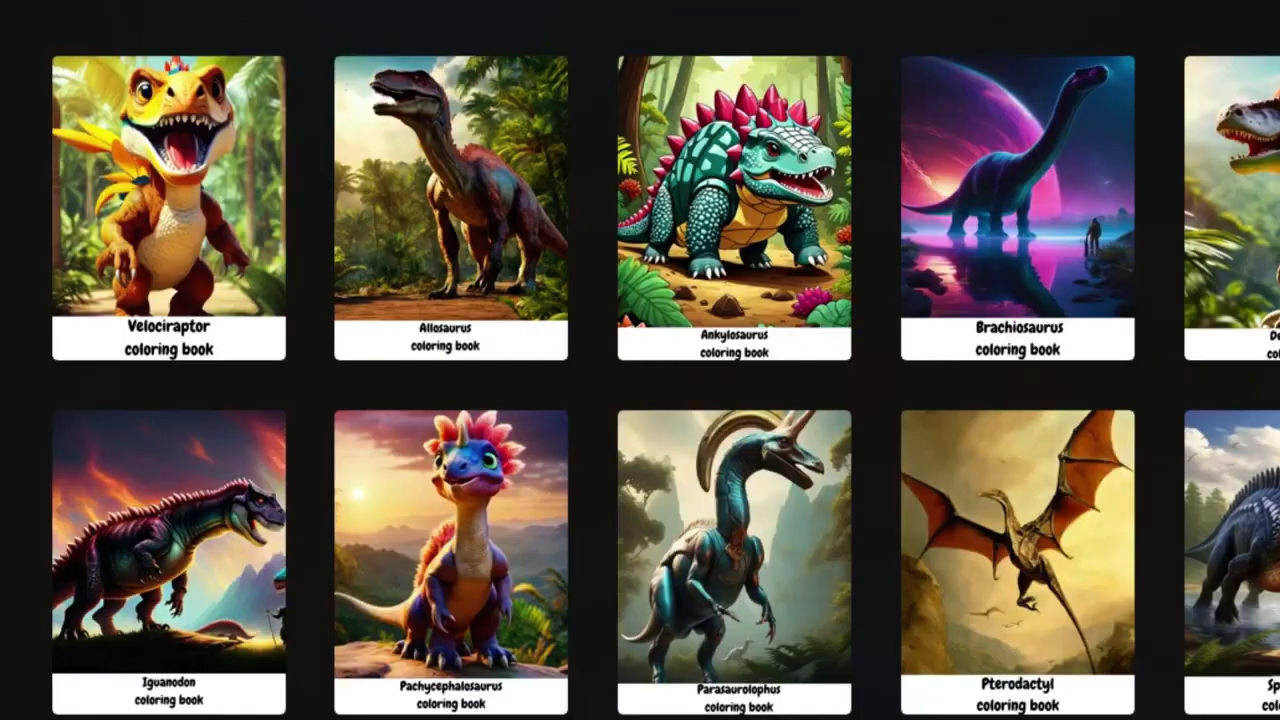 Velociraptor
coloring book
Allosaurus
coloring book
Ankylosaurus
coloring book
Brachiosaurus
coloring book
Iguanodon
coloring book
Pachycephalosaurus
coloring book
Parasaurolophus
coloring book
Pterodactyl
coloring book